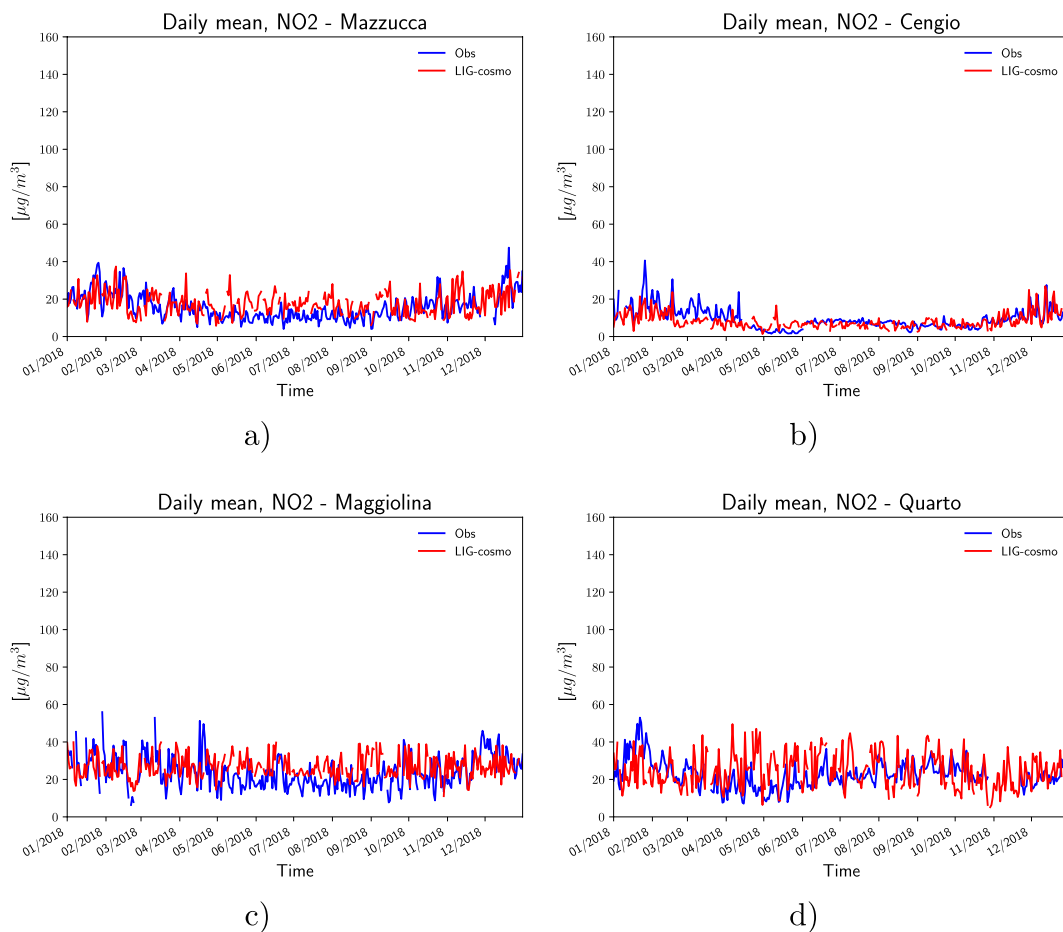 Daily mean, NO2 - Mazzucca
160
140
120
100
80
60
40
20
0
[μg/m³]
Obs
LIG-cosmo
01/2018 02/2018 03/2018 04/2018 05/2018 06/2018 07/2018 08/2018 09/2018 10/2018 11/2018 12/2018
Time
a)
Daily mean, NO2 - Cengio
160
140
120
100
80
60
40
20
0
[μg/m³]
Obs
LIG-cosmo
01/2018 02/2018 03/2018 04/2018 05/2018 06/2018 07/2018 08/2018 09/2018 10/2018 11/2018 12/2018
Time
b)
Daily mean, NO2 - Maggiolina
160
140
120
100
80
60
40
20
0
[μg/m³]
Obs
LIG-cosmo
01/2018 02/2018 03/2018 04/2018 05/2018 06/2018 07/2018 08/2018 09/2018 10/2018 11/2018 12/2018
Time
c)
Daily mean, NO2 - Quarto
160
140
120
100
80
60
40
20
0
[μg/m³]
Obs
LIG-cosmo
01/2018 02/2018 03/2018 04/2018 05/2018 06/2018 07/2018 08/2018 09/2018 10/2018 11/2018 12/2018
Time
d)